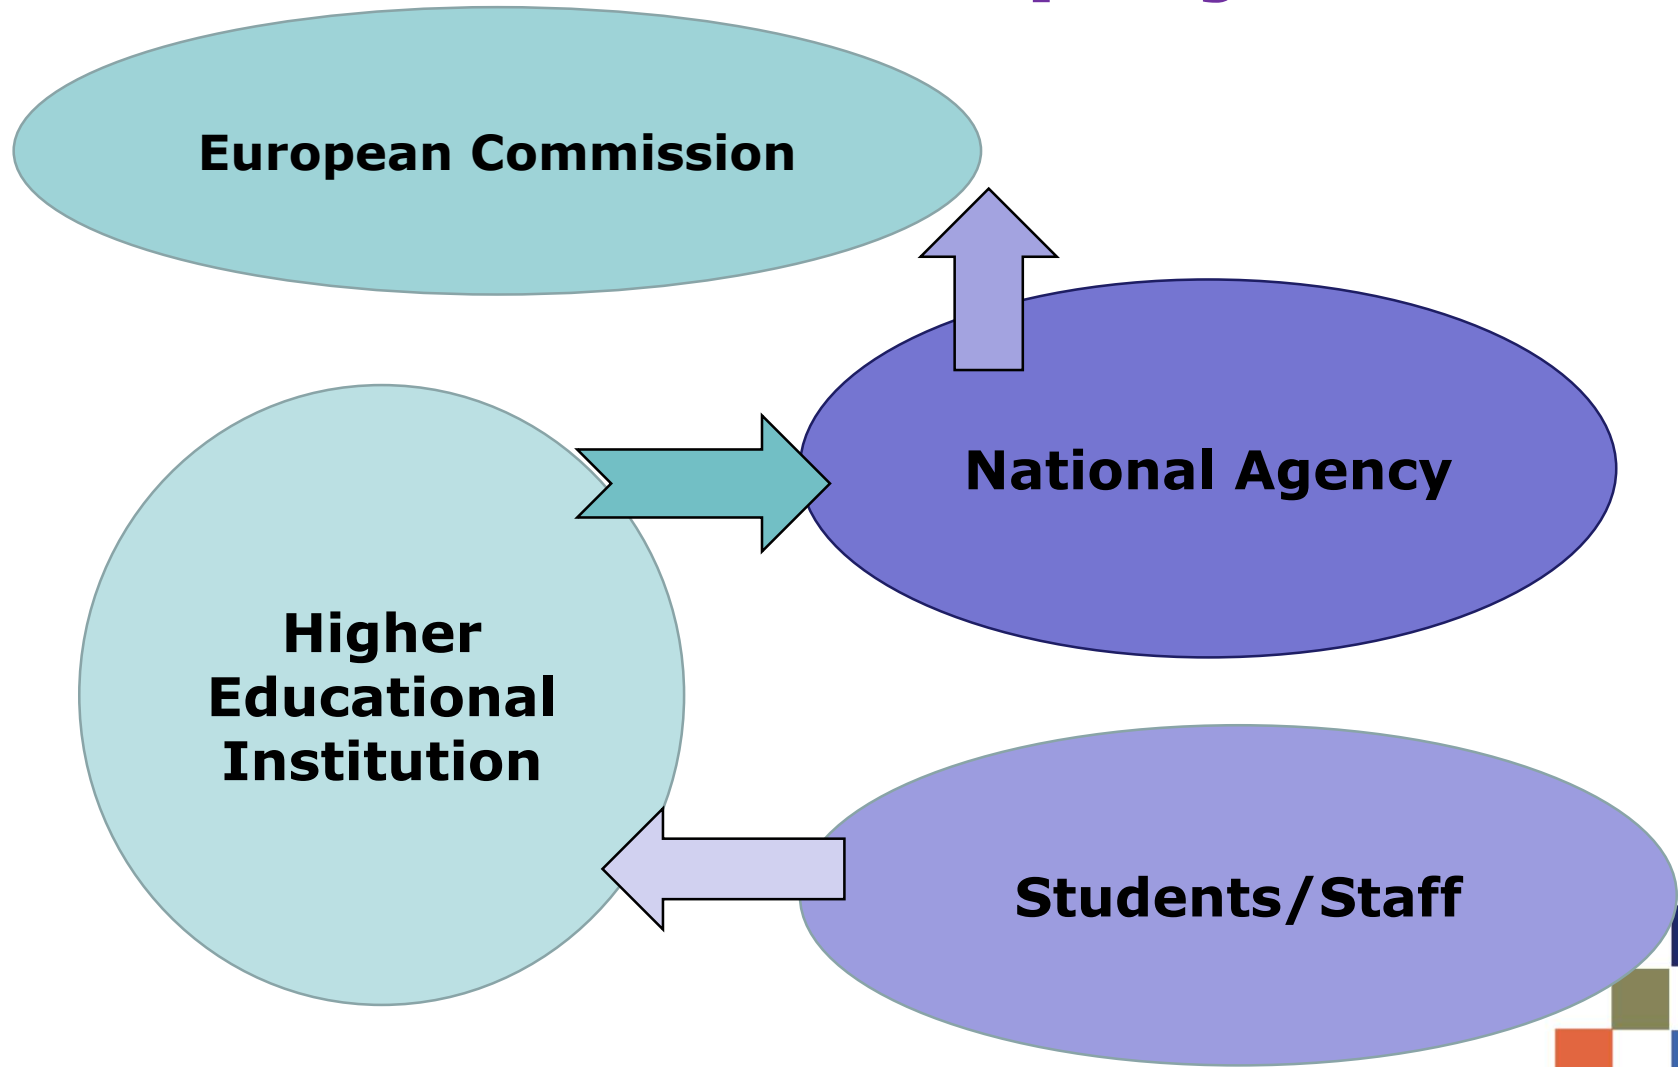 European Commission
National Agency
Higher
Educational
Institution
Students/Staff